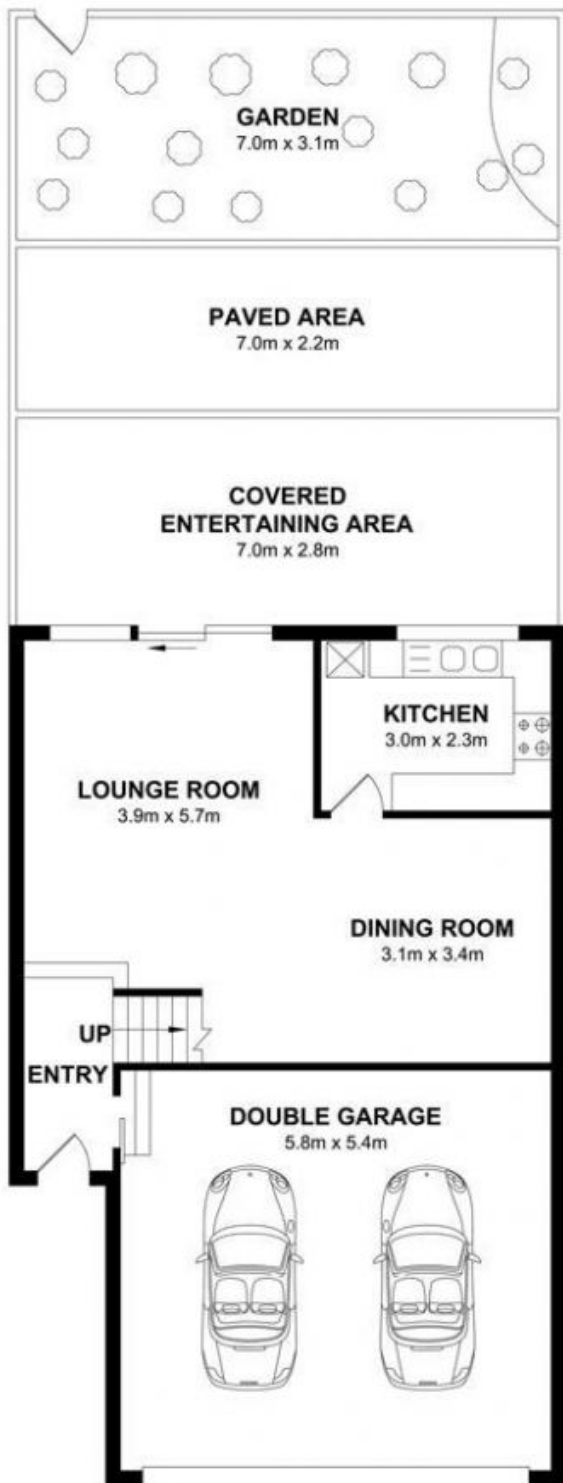 GARDEN
7.0m x 3.1m
PAVED AREA
7.0m x 2.2m
COVERED
ENTERTAINING AREA
7.0m x 2.8m
KITCHEN
3.0m x 2.3m
LOUNGE ROOM
3.9m x 5.7m
DINING ROOM
3.1m x 3.4m
UP
ENTRY
DOUBLE GARAGE
5.8m x 5.4m